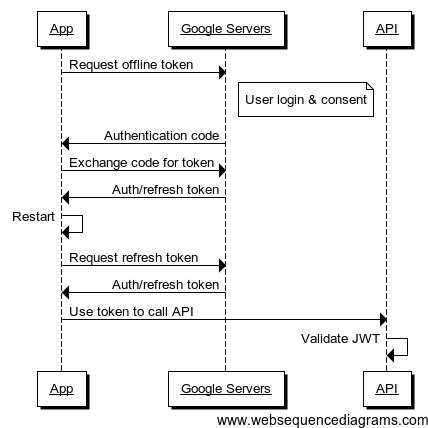 App
Google Servers
API
Request offline token
User login & consent
Authentication code
Exchange code for token
Auth/refresh token
Restart
Request refresh token
Auth/refresh token
Use token to call API
Validate JWT
App
Google Servers
API
www.websequencediagrams.com